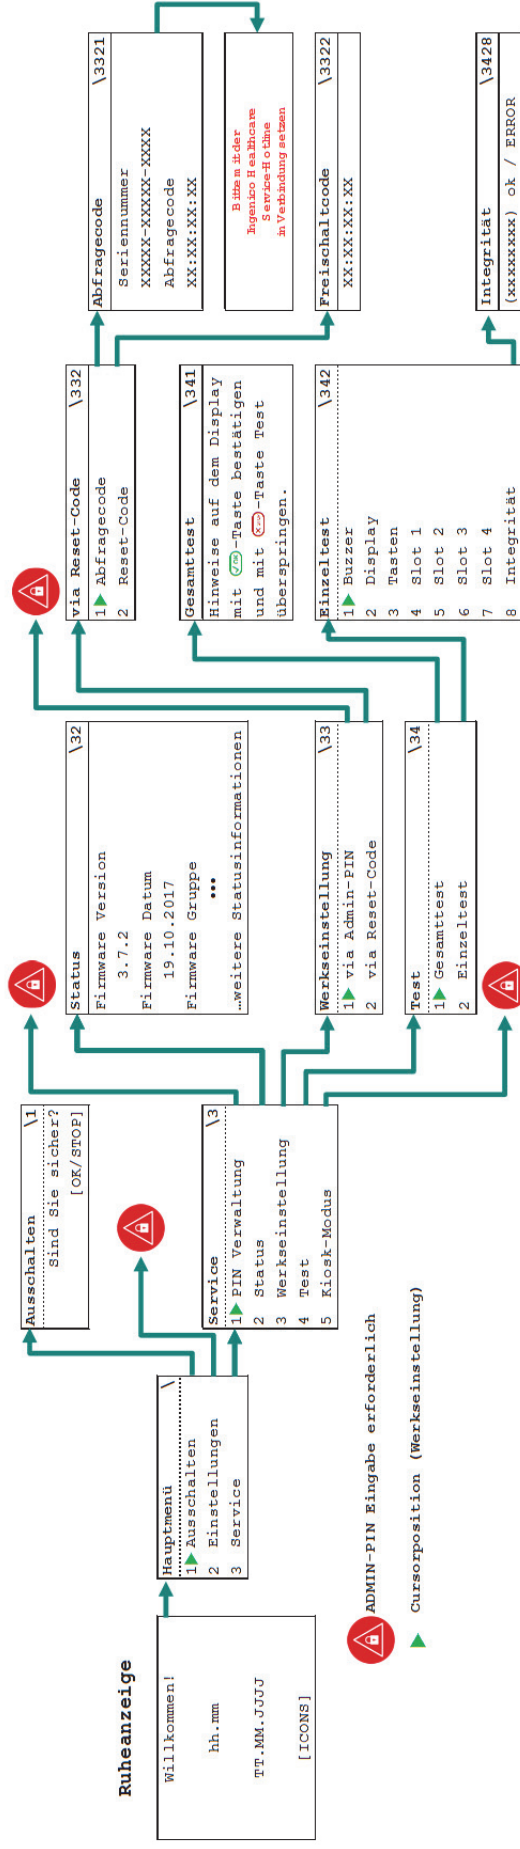 Ruheanzeige
Willkommen!
hh.mm
TT.MM.JJJJ
[ICONS]
Hauptmenü \
1 Ausschalten
2 Einstellungen
3 Service
ADMIN-PIN Eingabe erforderlich
Cursorposition (Werkseinstellung)
Ausschalten \1
Sind Sie sicher?
[OK/STOP]
Service \3
1 PIN Verwaltung
2 Status
3 Werkseinstellung
4 Test
5 Kiosk-Modus
Status \32
Firmware Version
3.7.2
Firmware Datum
19.10.2017
Firmware Gruppe
•••
…weitere Statusinformationen
Werkseinstellung \33
1 via Admin-PIN
2 via Reset-Code
Test \34
1 Gesamttest
2 Einzeltest
via Reset-Code \332
1 Abfragecode
2 Reset-Code
Gesamttest \341
Hinweise auf dem Display
mit OK-Taste bestätigen
und mit -Taste Test
überspringen.
Einzeltest \342
1 Buzzer
2 Display
3 Tasten
4 Slot 1
5 Slot 2
6 Slot 3
7 Slot 4
8 Integrität
Abfragecode \3321
Seriennummer
XXXXX-XXXXX-XXXX
Abfragecode
XX:XX:XX:XX
Bitte mit der
Ingenico Healthcare
Service-Hotline
in Verbindung setzen
Freischaltcode \3322
XX:XX:XX:XX
Integrität \3428
(xxxxxxxx) ok / ERROR